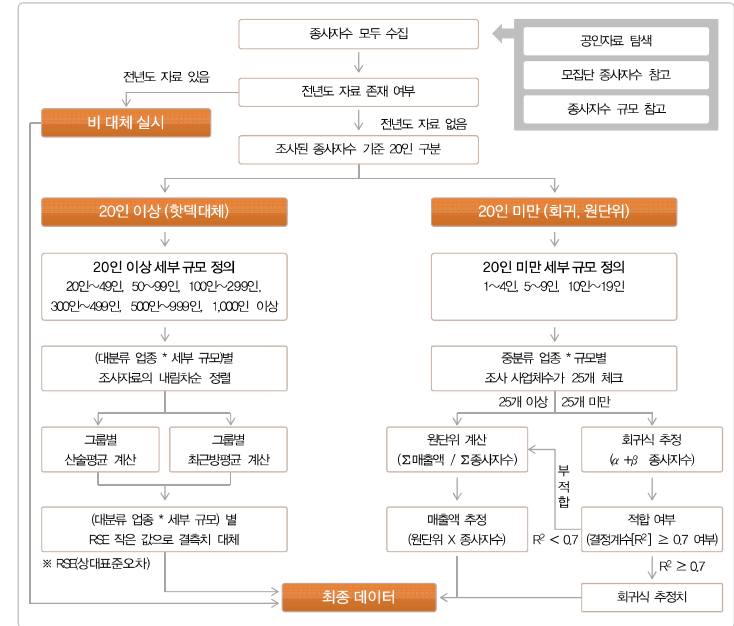 종사자수 모두 수집
공인자료 탐색
모집단 종사자수 참고
종사자수 규모 참고
전년도 자료 있음
전년도 자료 존재 여부
비 대체 실시
전년도 자료 없음
조사된 종사자수 기준 20인 구분
20인 이상 (핫덱대체)
20인 미만 (회귀, 원단위)
20인 이상 세부 규모 정의
20인~49인, 50~99인, 100인~299인,
300인~499인, 500인~999인, 1,000인 이상
20인 미만 세부 규모 정의
1~4인, 5~9인, 10인~19인
(대분류 업종 * 세부 규모)별
조사자료의 내림차순 정렬
중분류 업종 * 규모별
조사 사업체수가 25개 체크
25개 이상
25개 미만
그룹별
산술평균 계산
그룹별
최근방평균 계산
원단위 계산
(Σ매출액 / Σ종사자수)
회귀식 추정
(α +β 종사자수)
부적합
(대분류 업종 * 세부 규모) 별
RSE 작은 값으로 결측치 대체
매출액 추정
(원단위 X 종사자수)
R² < 0.7
적합 여부
(결정계수[R²] ≥ 0.7 여부)
※ RSE(상대표준오차)
R² ≥ 0.7
최종 데이터
회귀식 추정치